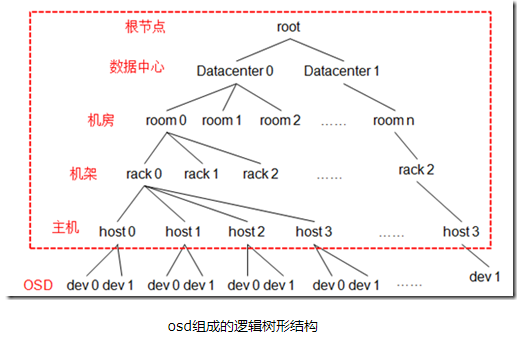 根节点 root
数据中心 Datacenter 0 Datacenter 1
机房 room 0 room 1 room 2 …… room n
机架 rack 0 rack 1 rack 2 …… rack 2
主机 host 0 host 1 host 2 host 3 …… host 3
OSD dev 0 dev 1 dev 0 dev 1 dev 0 dev 1 dev 0 dev 1 …… dev 1
osd组成的逻辑树形结构